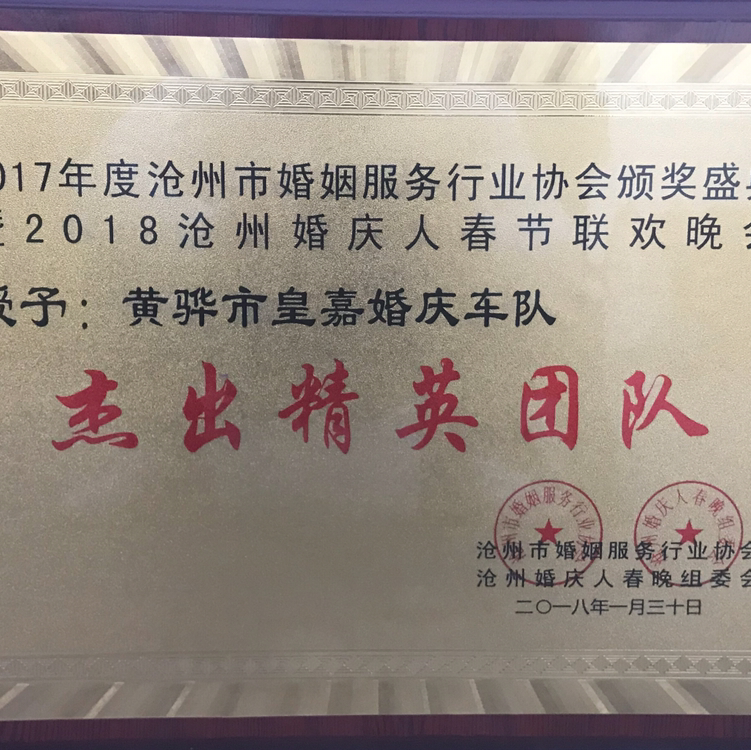 017年度沧州市婚姻服务行业协会颁奖盛典
暨2018沧州婚庆人春节联欢晚会
授予：黄骅市皇嘉婚庆车队
杰出精英团队
沧州市婚姻服务行业协会
沧州婚庆人春晚组委会
二〇一八年一月三十日